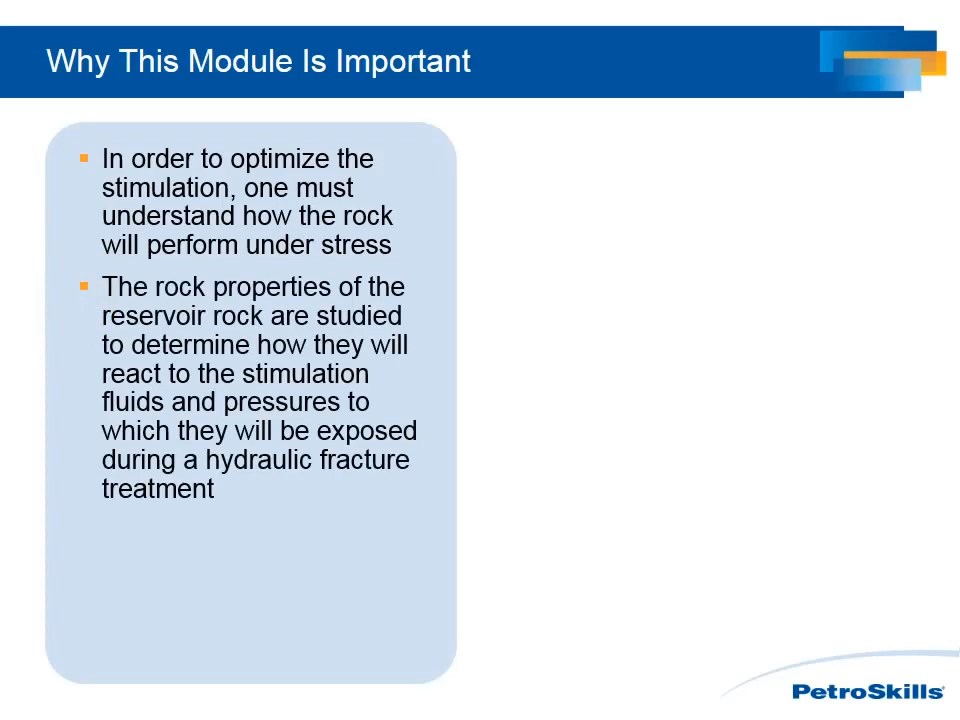 Why This Module Is Important
▪ In order to optimize the
stimulation, one must
understand how the rock
will perform under stress
▪ The rock properties of the
reservoir rock are studied
to determine how they will
react to the stimulation
fluids and pressures to
which they will be exposed
during a hydraulic fracture
treatment
PetroSkills